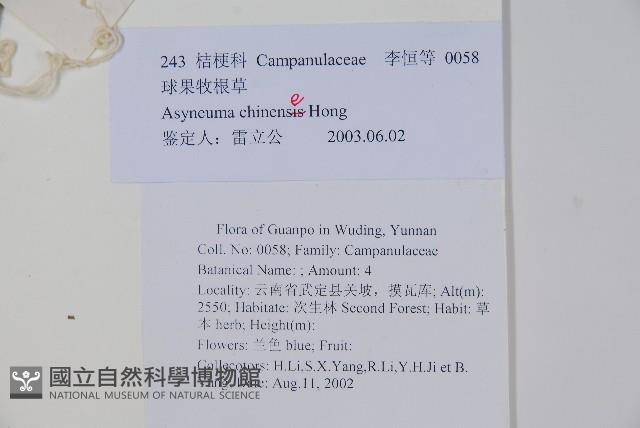 243 桔梗科 Campanulaceae 李恒等 0058
球果牧根草
e
Asyneuma chinensis Hong
鉴定人：雷立公 2003.06.02
Flora of Guanpo in Wuding, Yunnan
Coll. No: 0058; Family: Campanulaceae
Batanical Name: ; Amount: 4
Locality: 云南省武定县关坡，摸瓦库; Alt(m):
2550; Habitate: 次生林 Second Forest; Habit: 草
本 herb; Height(m):
Flowers: 兰色 blue; Fruit:
Collecotors: H.Li,S.X.Yang,R.Li,Y.H.Ji et B.
Aug.11, 2002
國立自然科學博物館
NATIONAL MUSEUM OF NATURAL SCIENCE